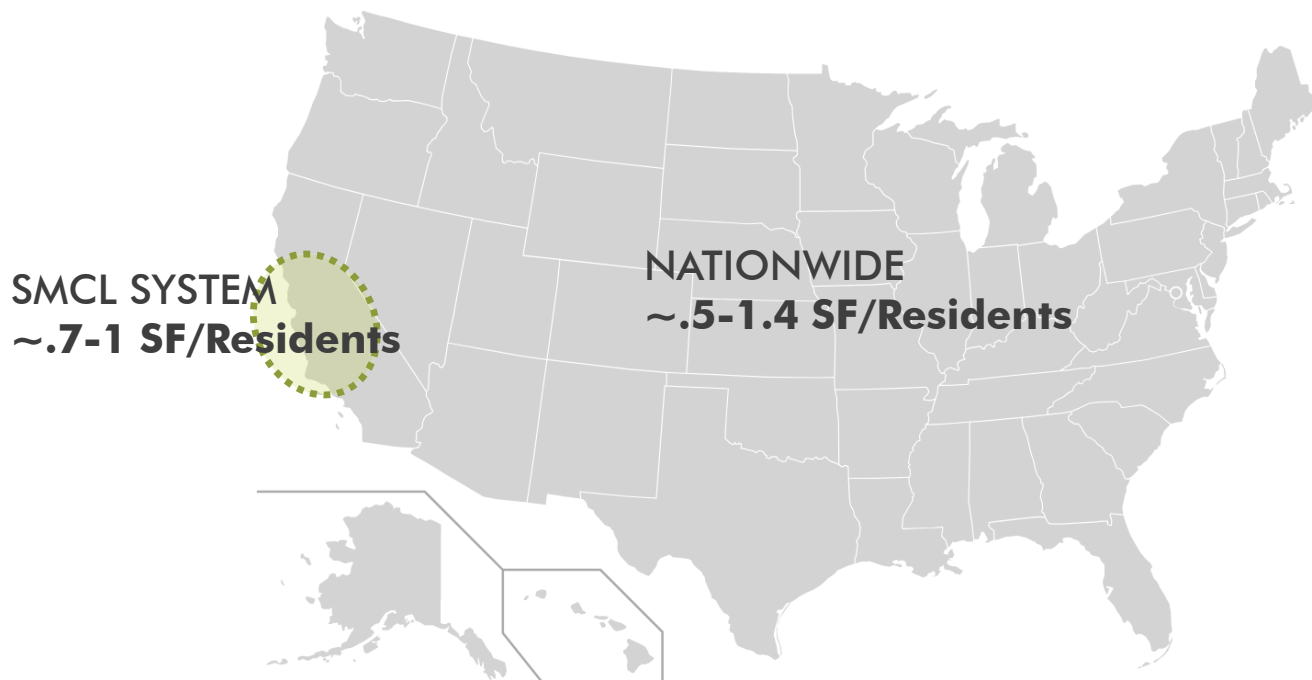 SMCL SYSTEM
~.7-1 SF/Residents
NATIONWIDE
~.5-1.4 SF/Residents